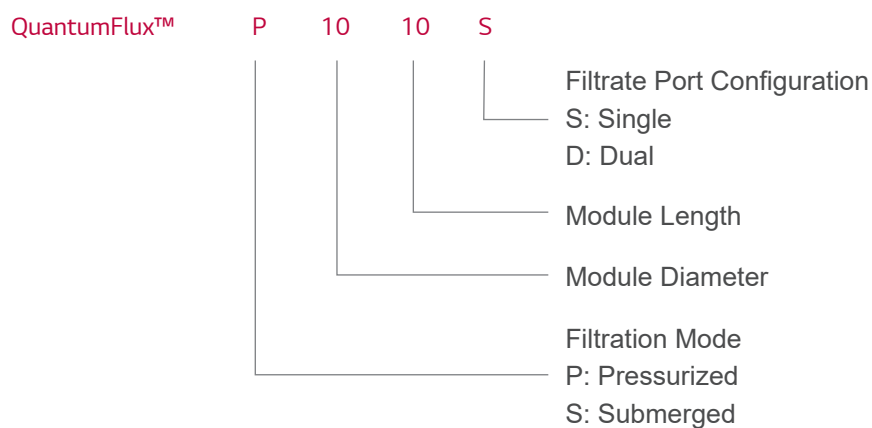 QuantumFlux™ P 10 10 S
Filtrate Port Configuration
S: Single
D: Dual
Module Length
Module Diameter
Filtration Mode
P: Pressurized
S: Submerged